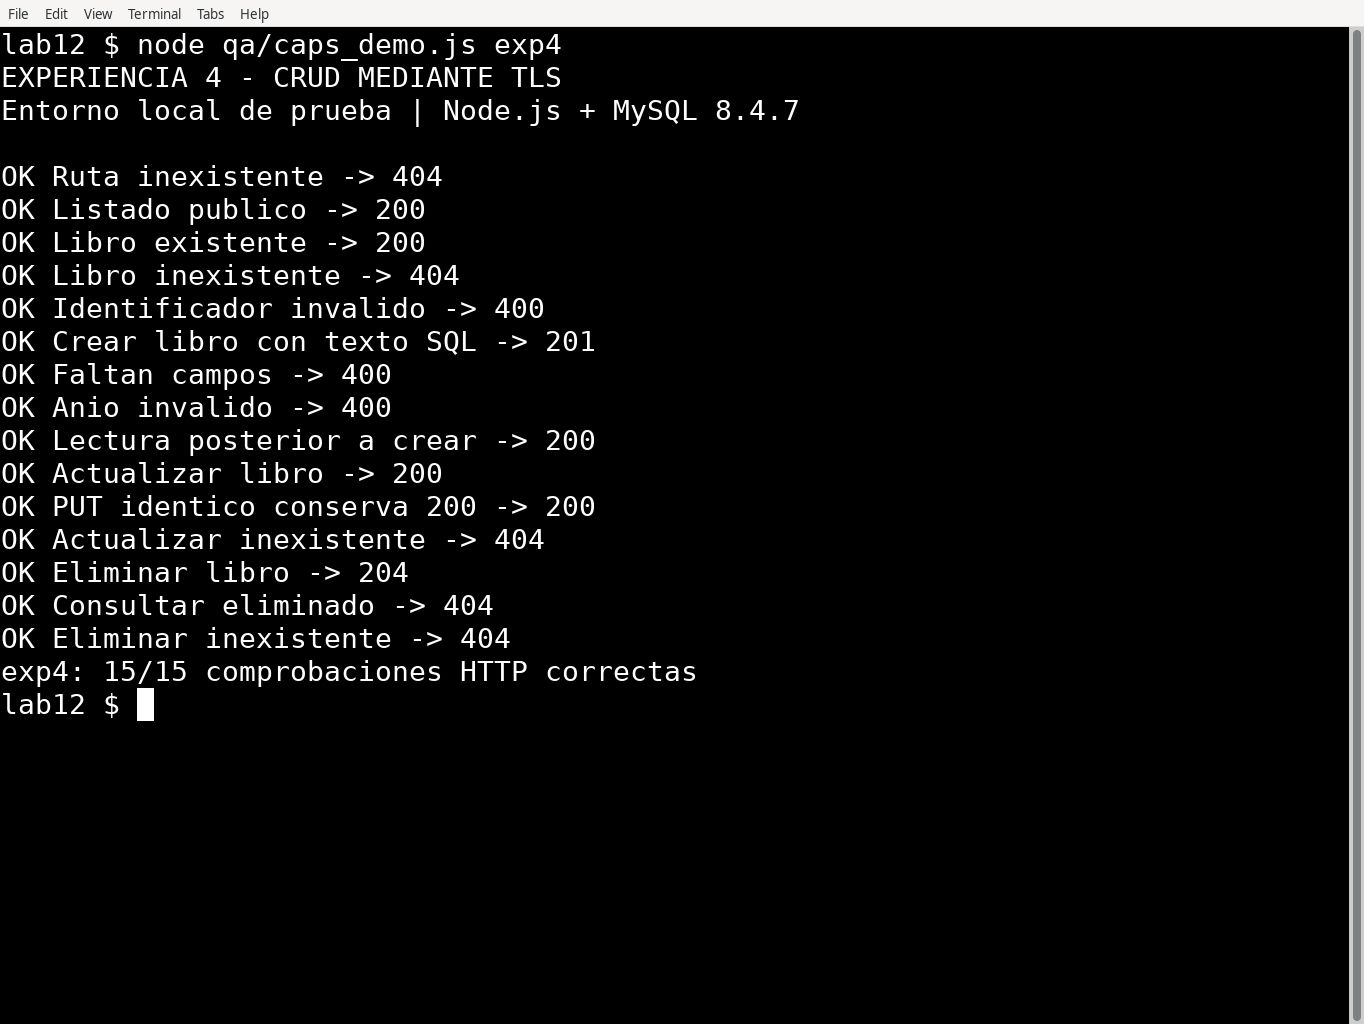 File Edit View Terminal Tabs Help
lab12 $ node qa/caps_demo.js exp4
EXPERIENCIA 4 - CRUD MEDIANTE TLS
Entorno local de prueba | Node.js + MySQL 8.4.7
OK Ruta inexistente -> 404
OK Listado publico -> 200
OK Libro existente -> 200
OK Libro inexistente -> 404
OK Identificador invalido -> 400
OK Crear libro con texto SQL -> 201
OK Faltan campos -> 400
OK Anio invalido -> 400
OK Lectura posterior a crear -> 200
OK Actualizar libro -> 200
OK PUT identico conserva 200 -> 200
OK Actualizar inexistente -> 404
OK Eliminar libro -> 204
OK Consultar eliminado -> 404
OK Eliminar inexistente -> 404
exp4: 15/15 comprobaciones HTTP correctas
lab12 $